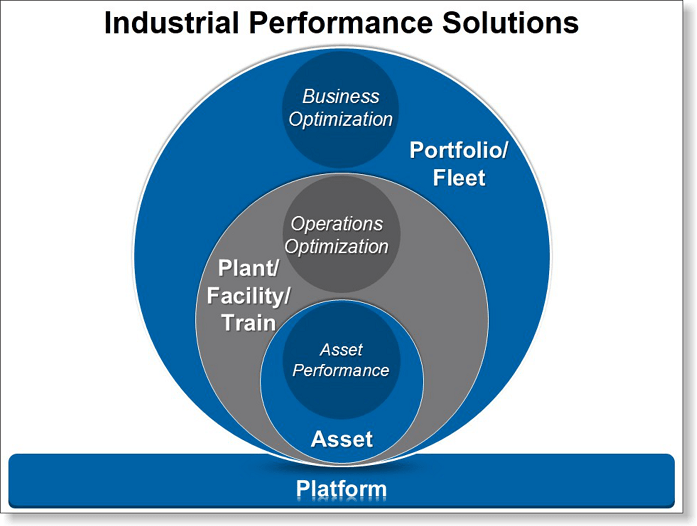 Industrial Performance Solutions
Business
Optimization
Portfolio/
Fleet
Operations
Optimization
Plant/
Facility/
Train
Asset
Performance
Asset
Platform